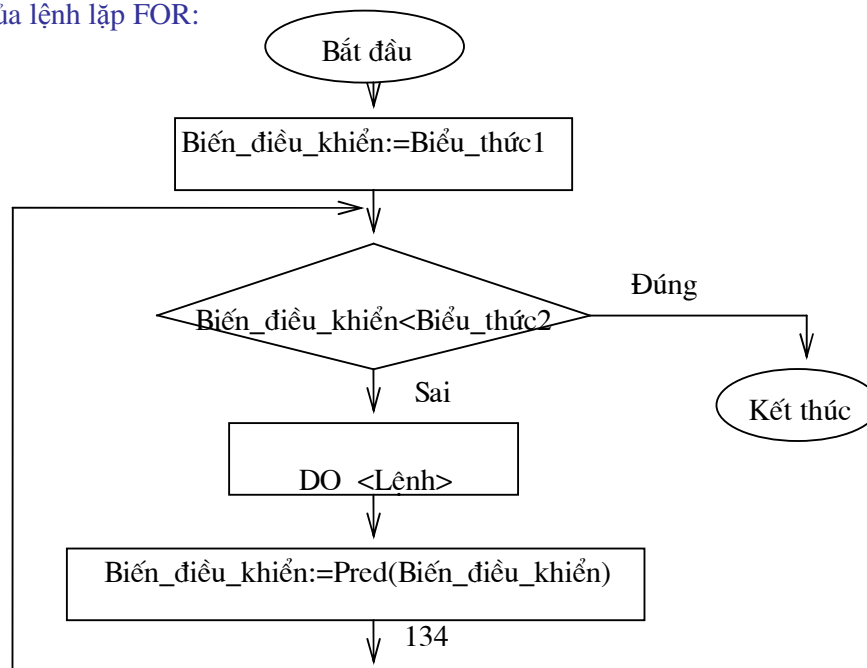 ủa lệnh lặp FOR:
Bắt đầu
Biến_điều_khiển:=Biểu_thức1
Đúng
Biến_điều_khiển<Biểu_thức2
Sai
Kết thúc
DO <Lệnh>
Biến_điều_khiển:=Pred(Biến_điều_khiển)
134